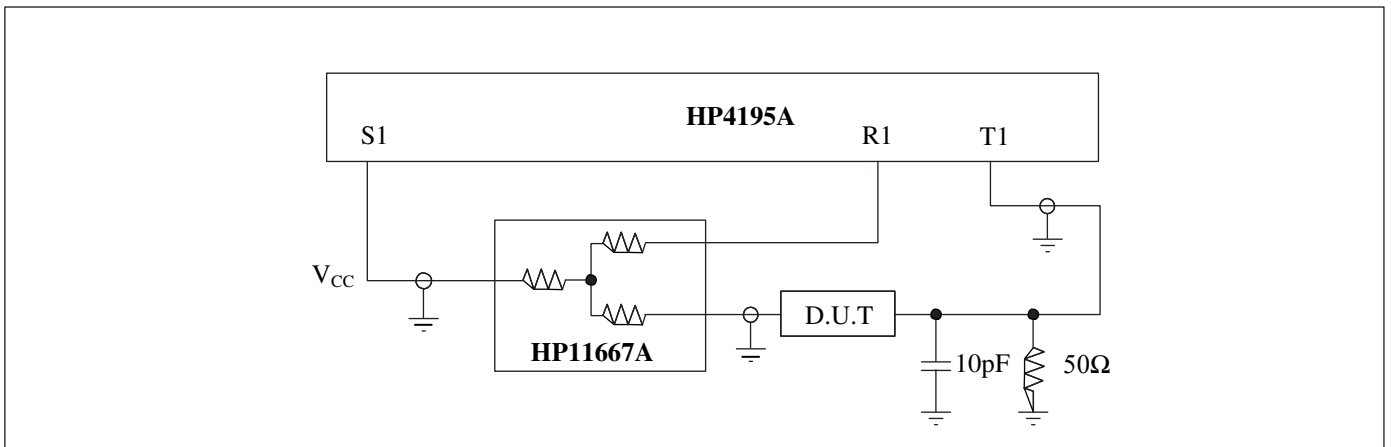 HP4195A
S1
R1
T1
V_CC
D.U.T
HP11667A
10pF
50Ω